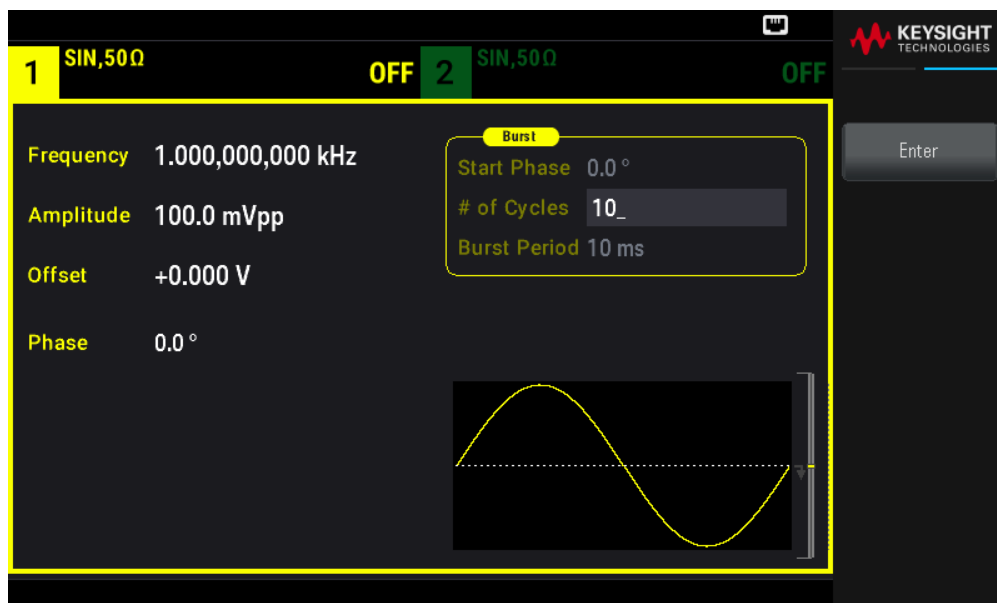 KEYSIGHT
TECHNOLOGIES
1 SIN,50Ω OFF 2 SIN,50Ω OFF
Burst
Frequency 1.000,000,000 kHz
Start Phase 0.0 °
Enter
Amplitude 100.0 mVpp
# of Cycles 10_
Burst Period 10 ms
Offset +0.000 V
Phase 0.0 °